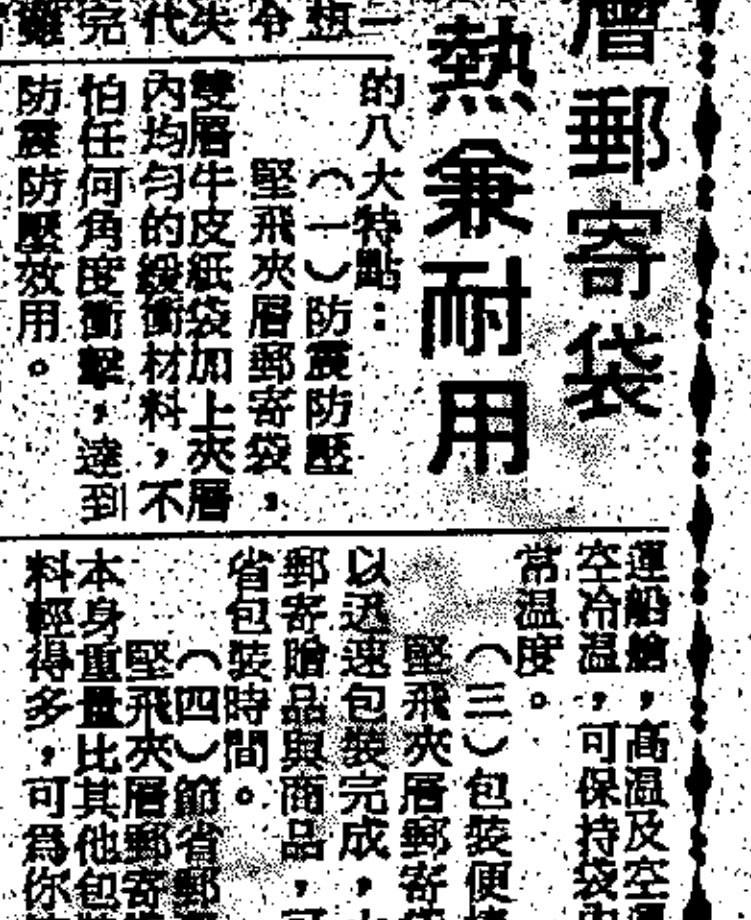 層郵寄袋
熱兼耐用
的八大特點：
（一）防震防壓
堅飛夾層郵寄袋，
雙層牛皮紙袋加上夾層
內均勻的緩衝材料，不
怕任何角度衝擊，達到
防震防壓效用。
運船艙，高溫及空運
空冷溫，可保持袋內
常溫度。
（三）包裝便捷
堅飛夾層郵寄袋
以迅速包裝完成，
郵寄贈品與商品，可
省包裝時間。
（四）節省郵
堅飛夾層郵寄
本身重量比其他包
料輕得多，可爲你